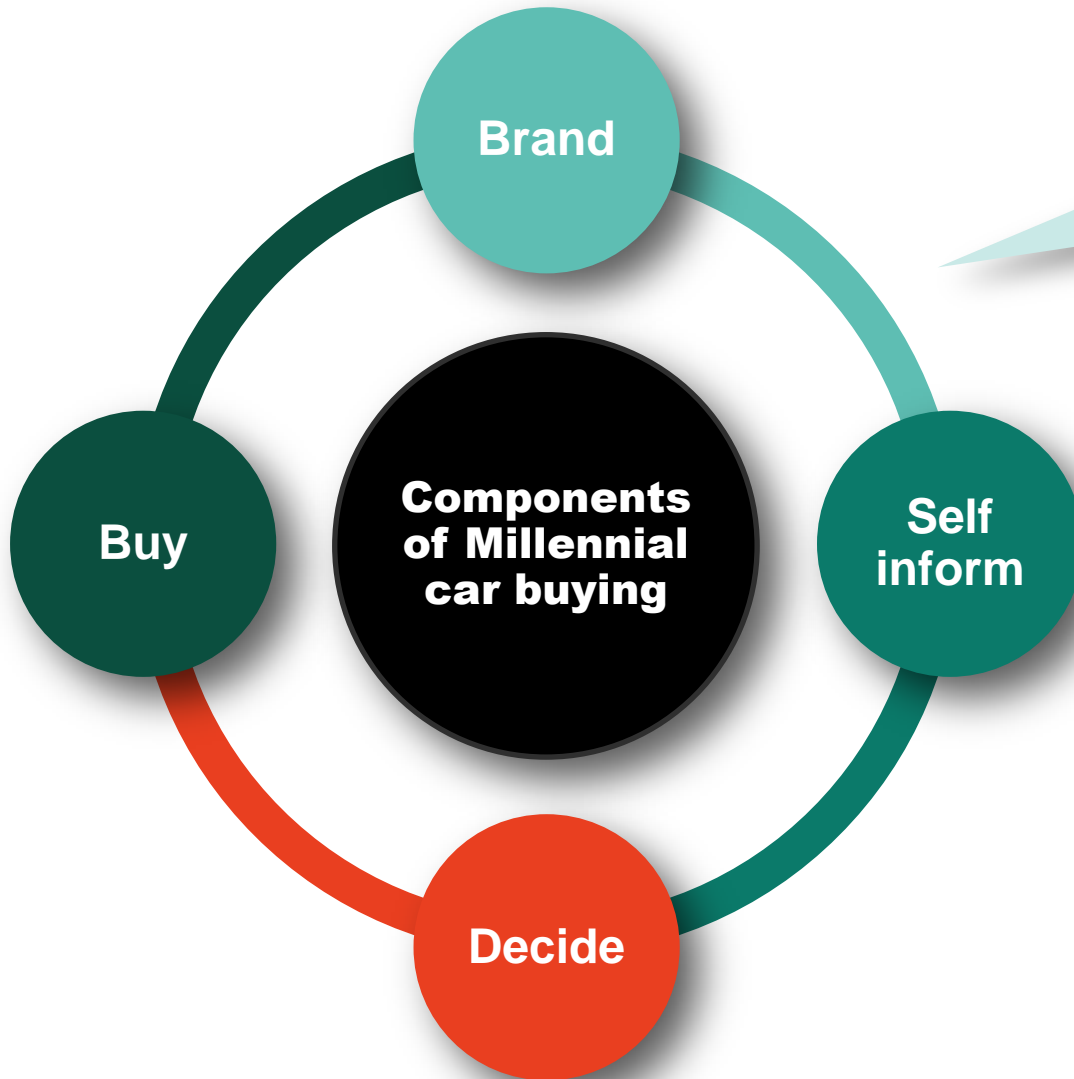 Brand
Self
inform
Components
of Millennial
car buying
Buy
Decide